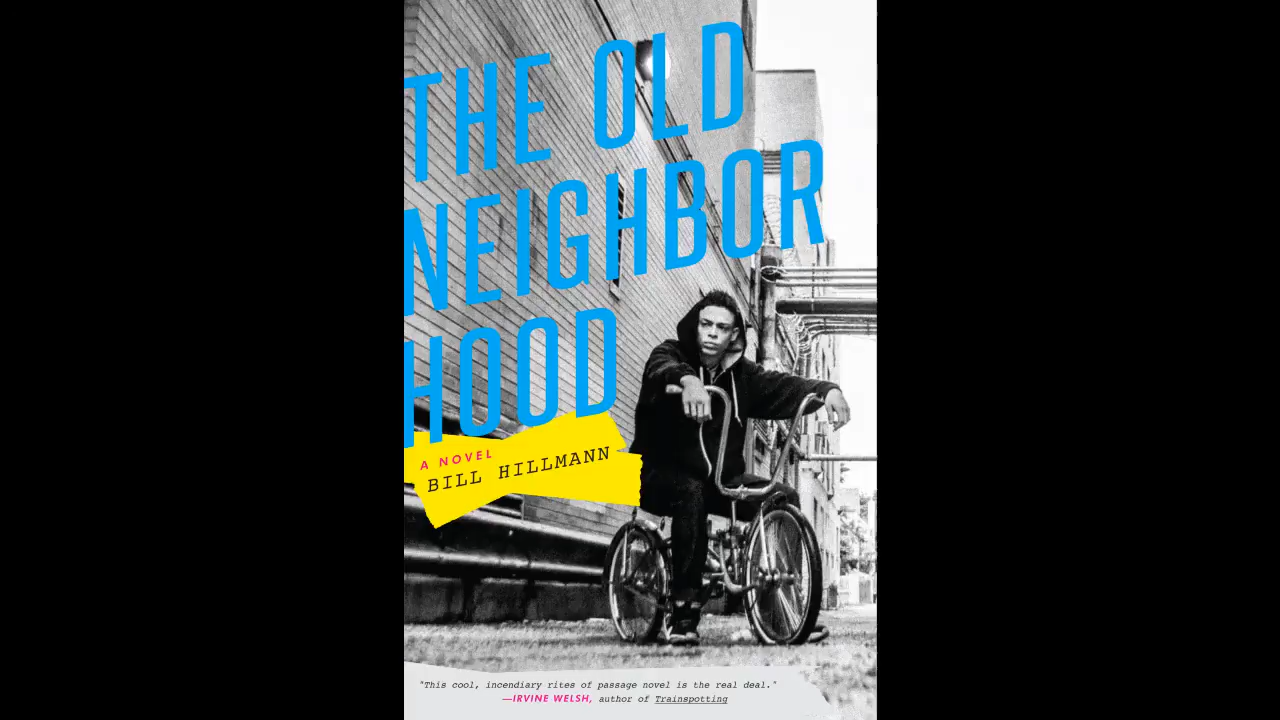 THE OLD
NEIGHBOR
HOOD
A NOVEL
BILL HILLMANN
"This cool, incendiary rites of passage novel is the real deal."
—IRVINE WELSH, author of Trainspotting